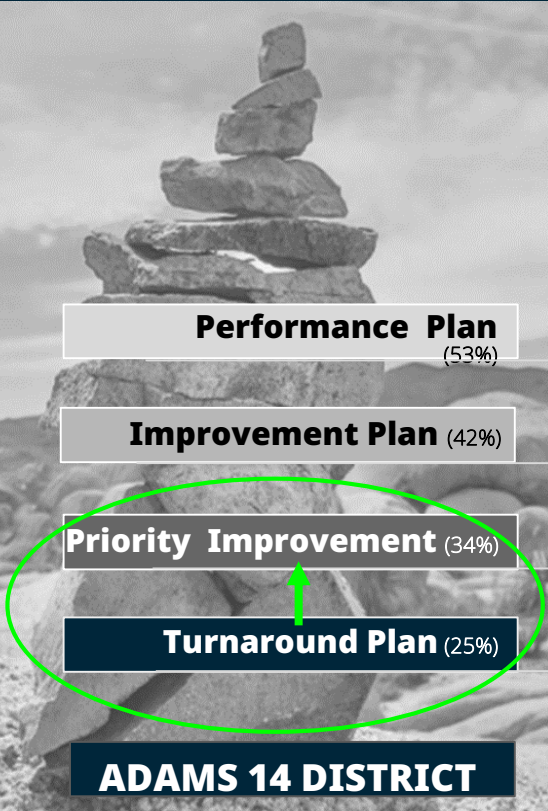 Performance Plan
(53%)
Improvement Plan (42%)
Priority Improvement (34%)
Turnaround Plan (25%)
ADAMS 14 DISTRICT